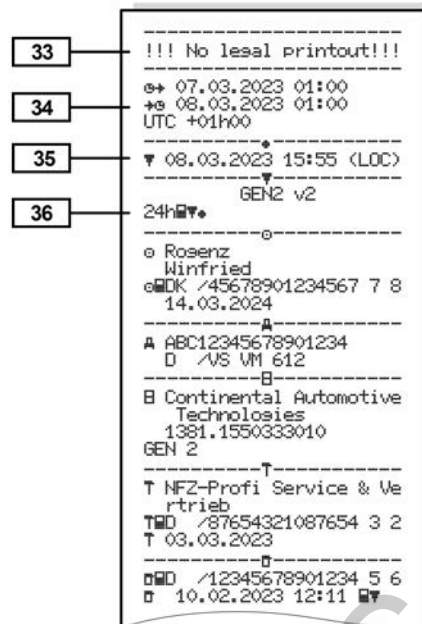 33
!!! No legal printout!!!
34
07.03.2023 01:00
08.03.2023 01:00
UTC +01h00
35
▼ 08.03.2023 15:55 (LOC)
GEN2 v2
36
24h
Rogenz
Winfried
DK /45678901234567 7 8
14.03.2024
ABC12345678901234
D /VS VM 612
Continental Automotive
Technologies
1381.1550333010
GEN 2
T NFZ-Profi Service & Ve
rtrieb
T D /87654321087654 3 2
T 03.03.2023
D /12345678901234 5 6
10.02.2023 12:11 ▼